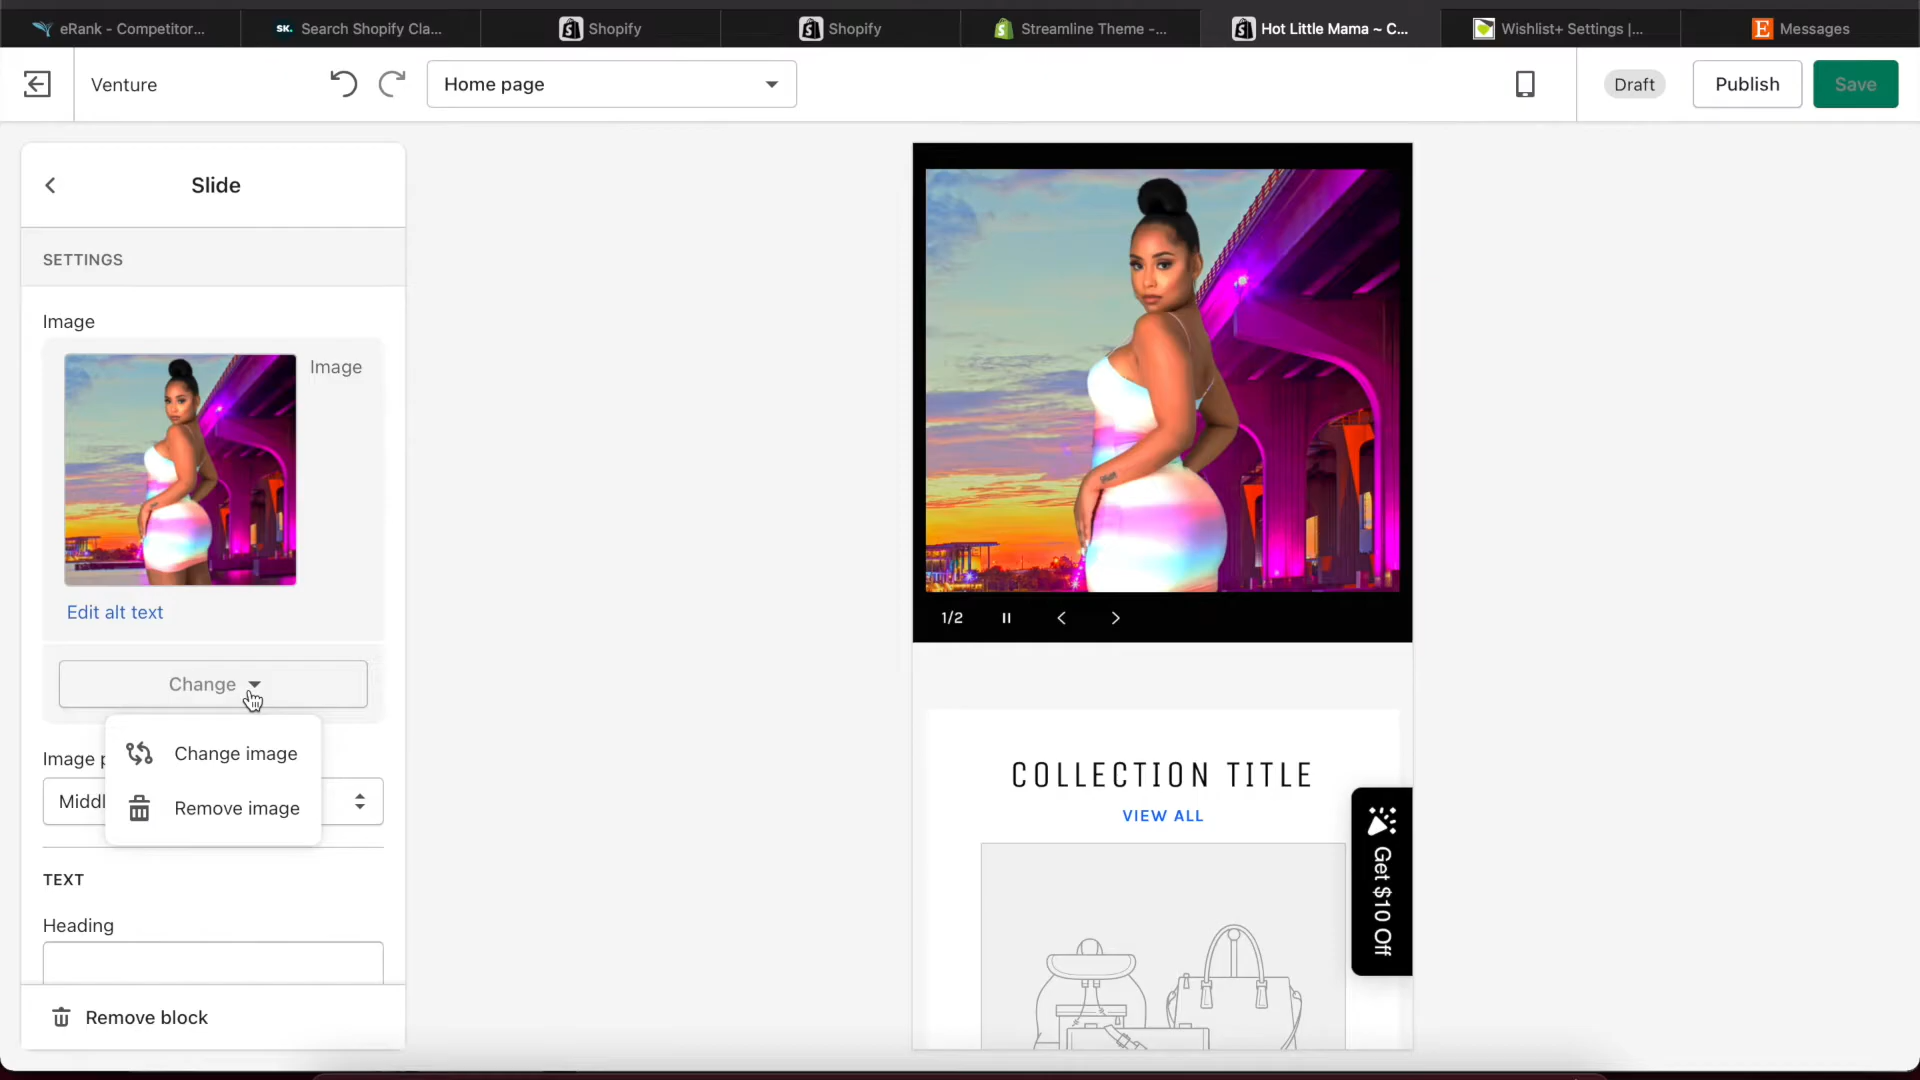 eRank - Competitor...
SK. Search Shopify Cla...
Shopify
Shopify
Streamline Theme -...
Hot Little Mama ~ C...
Wishlist+ Settings |...
E Messages
Venture
Home page
Draft
Publish
Save
Slide
SETTINGS
Image
Image
Edit alt text
Change
Change image
Remove image
Image p
Middl
TEXT
Heading
Remove block
1/2
COLLECTION TITLE
VIEW ALL
Get $10 Off